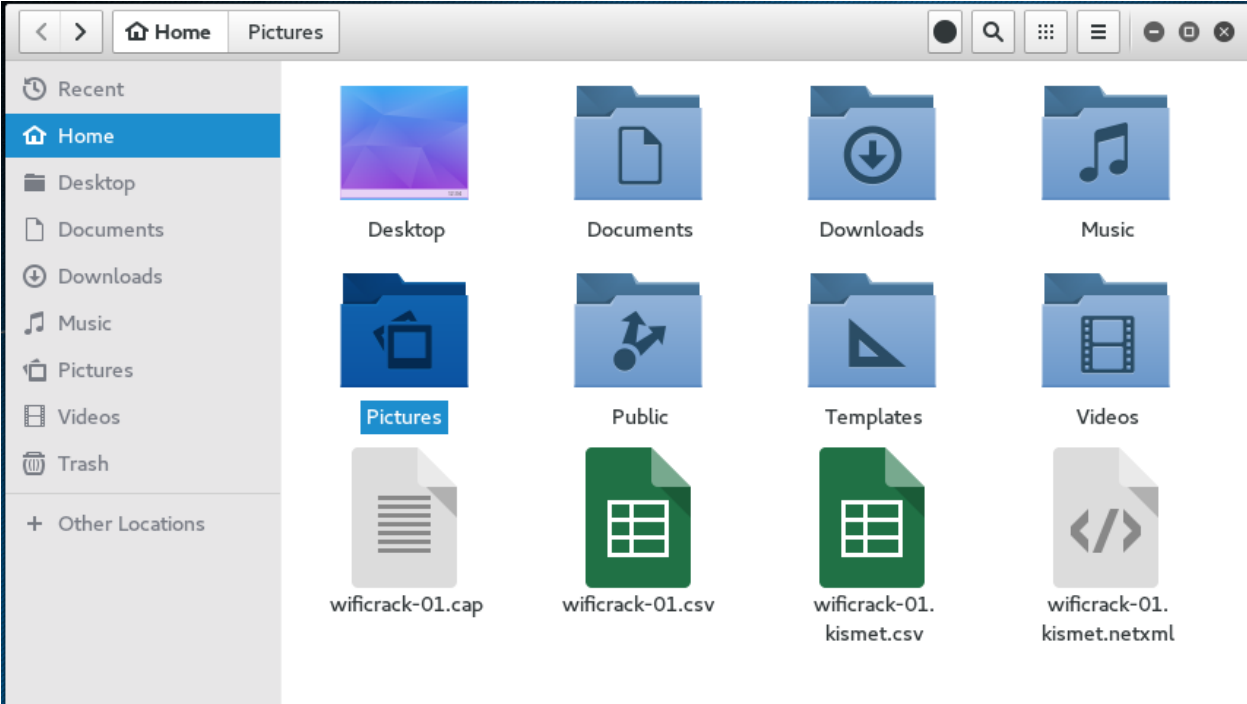 Home Pictures
Recent
Home
Desktop
Documents
Downloads
Music
Pictures
Videos
Trash
+ Other Locations
Desktop Documents Downloads Music
Pictures Public Templates Videos
wificrack-01.cap wificrack-01.csv wificrack-01. wificrack-01.
kismet.csv kismet.netxml